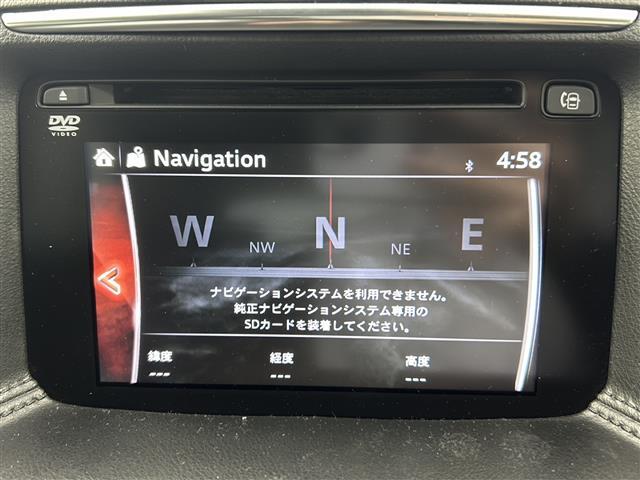 DVD
VIDEO
Navigation
4:58
W NW N NE E
ナビゲーションシステムを利用できません。
純正ナビゲーションシステム専用の
SDカードを装着してください。
緯度 経度 高度
--- --- ---